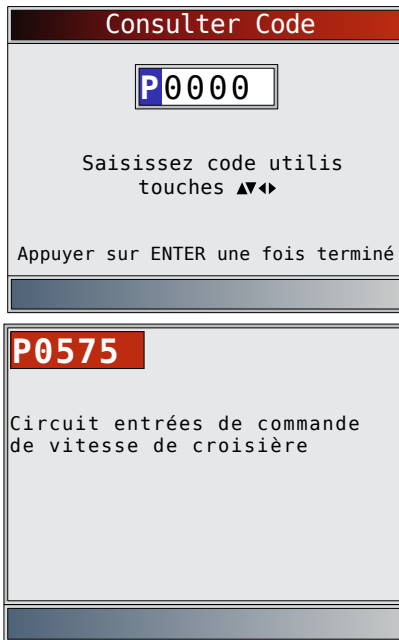 Consulter Code
P0000
Saisissez code utilis
touches ▲▼◀▶
Appuyer sur ENTER une fois terminé
P0575
Circuit entrées de commande
de vitesse de croisière